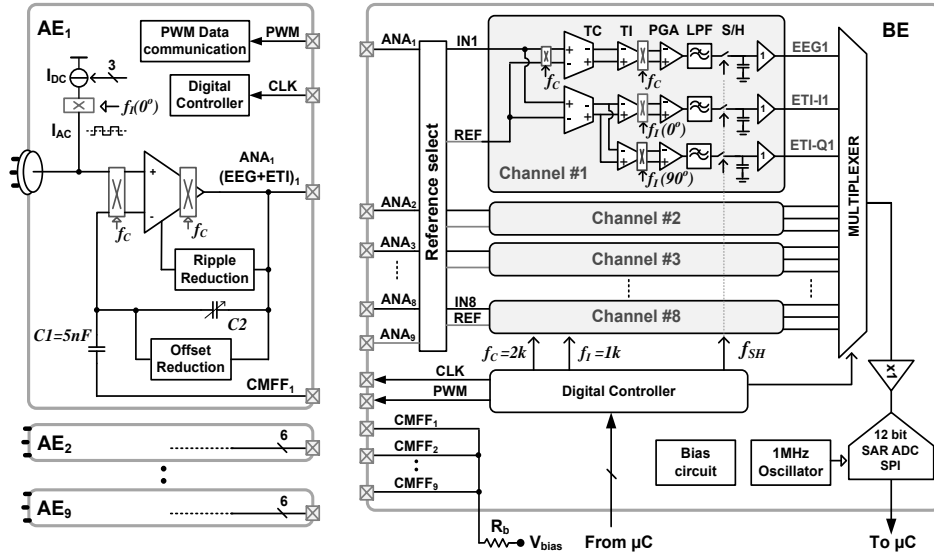 AE1
PWM Data communication
PWM
IDC
3
fI(0°)
Digital Controller
CLK
IAC
ANA1
(EEG+ETI)1
+
-
fC
fC
Ripple Reduction
C1=5nF
C2
Offset Reduction
CMFF1
AE2
6
AE9
6
BE
ANA1
ANA2
ANA3
ANA8
ANA9
Reference select
IN1
REF
IN8
REF
TC
TI
PGA
LPF
S/H
fC
fC
fI(0°)
fI(90°)
1
1
1
EEG1
ETI-I1
ETI-Q1
Channel #1
Channel #2
Channel #3
Channel #8
MULTIPLEXER
fC=2k
fI=1k
fSH
CLK
PWM
Digital Controller
x1
CMFF1
CMFF2
CMFF9
Bias circuit
1MHz Oscillator
12 bit
SAR ADC
SPI
Rb
Vbias
From µC
To µC